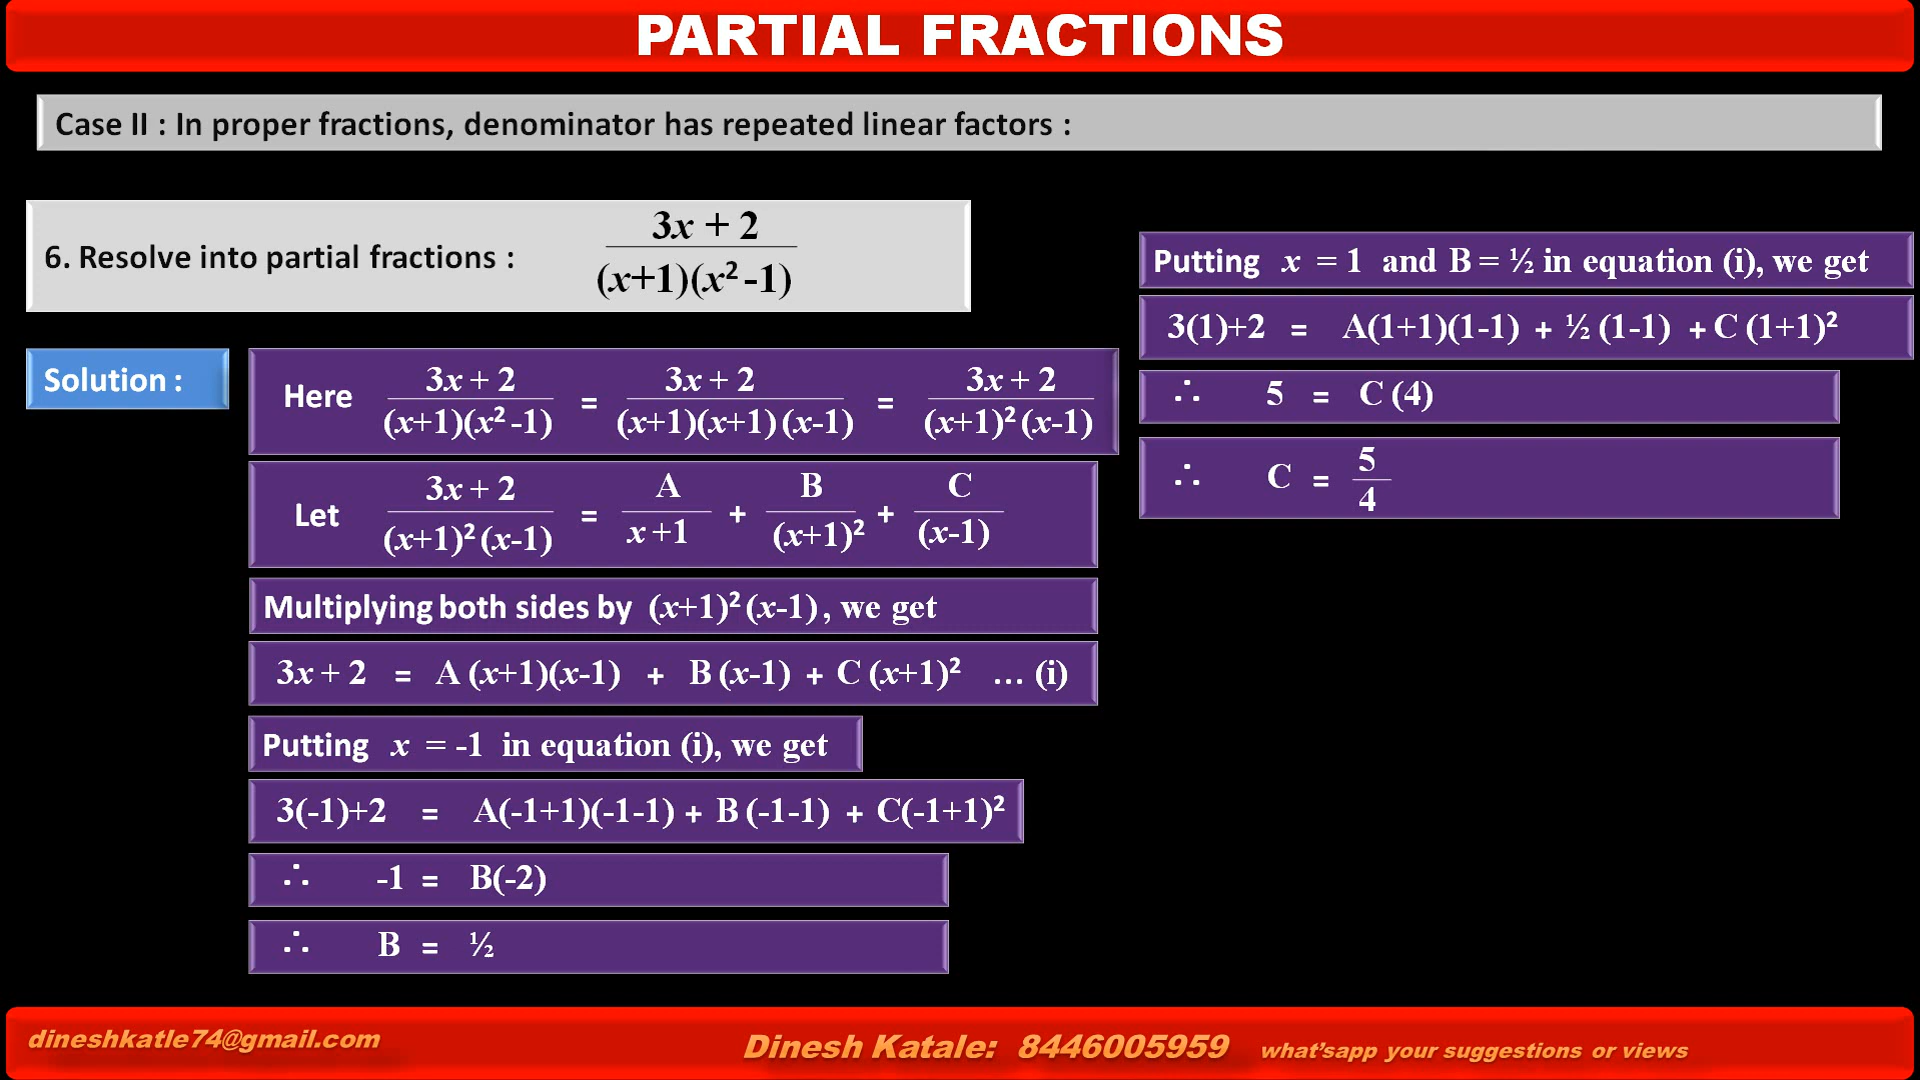 PARTIAL FRACTIONS
Case II : In proper fractions, denominator has repeated linear factors :
6. Resolve into partial fractions : 3x + 2 / (x+1)(x²-1)
Solution :
Here 3x + 2 / (x+1)(x²-1) = 3x + 2 / (x+1)(x+1)(x-1) = 3x + 2 / (x+1)²(x-1)
Let 3x + 2 / (x+1)²(x-1) = A / x+1 + B / (x+1)² + C / (x-1)
Multiplying both sides by (x+1)²(x-1), we get
3x + 2 = A (x+1)(x-1) + B (x-1) + C (x+1)² ... (i)
Putting x = -1 in equation (i), we get
3(-1)+2 = A(-1+1)(-1-1) + B (-1-1) + C(-1+1)²
∴ -1 = B(-2)
∴ B = ½
Putting x = 1 and B = ½ in equation (i), we get
3(1)+2 = A(1+1)(1-1) + ½ (1-1) + C (1+1)²
∴ 5 = C (4)
∴ C = 5 / 4
dineshkatle74@gmail.com
Dinesh Katale: 8446005959 what'sapp your suggestions or views